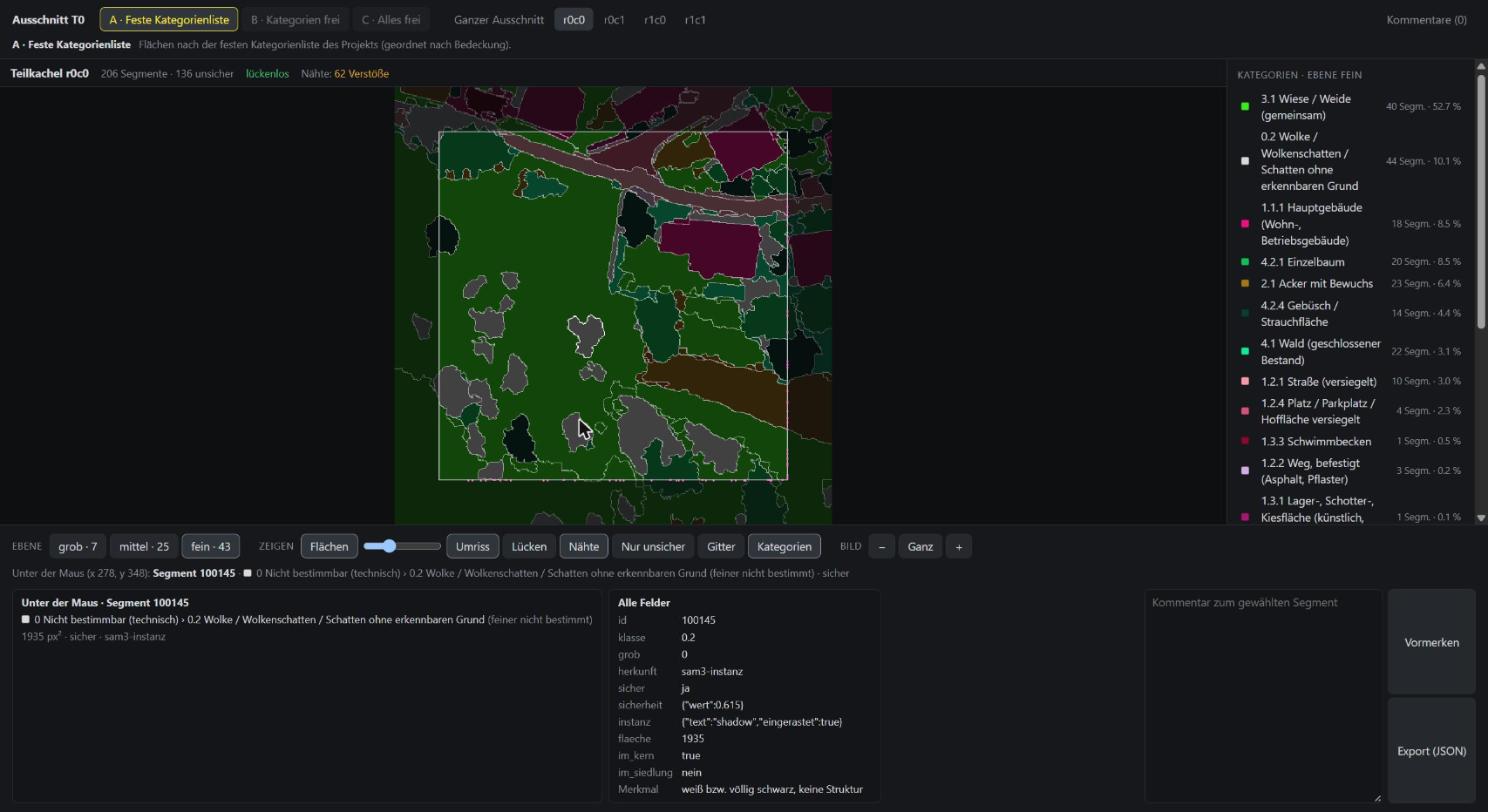 Ausschnitt T0 A · Feste Kategorienliste B · Kategorien frei C · Alles frei Ganzer Ausschnitt r0c0 r0c1 r1c0 r1c1 Kommentare (0)
A · Feste Kategorienliste Flächen nach der festen Kategorienliste des Projekts (geordnet nach Bedeckung).
Teilkachel r0c0 206 Segmente · 136 unsicher lückenlos Nähte: 62 Verstöße
KATEGORIEN · EBENE FEIN
3.1 Wiese / Weide
(gemeinsam)
40 Segm. · 52.7 %
0.2 Wolke /
Wolkenschatten /
Schatten ohne
erkennbaren Grund
44 Segm. · 10.1 %
1.1.1 Hauptgebäude
(Wohn-,
Betriebsgebäude)
18 Segm. · 8.5 %
4.2.1 Einzelbaum 20 Segm. · 8.5 %
2.1 Acker mit Bewuchs 23 Segm. · 6.4 %
4.2.4 Gebüsch /
Strauchfläche
14 Segm. · 4.4 %
4.1 Wald (geschlossener
Bestand)
22 Segm. · 3.1 %
1.2.1 Straße (versiegelt) 10 Segm. · 3.0 %
1.2.4 Platz / Parkplatz /
Hoffläche versiegelt
4 Segm. · 2.3 %
1.3.3 Schwimmbecken 1 Segm. · 0.5 %
1.2.2 Weg, befestigt
(Asphalt, Pflaster)
3 Segm. · 0.2 %
1.3.1 Lager-, Schotter-,
Kiesfläche (künstlich,
1 Segm. · 0.1 %
EBENE grob · 7 mittel · 25 fein · 43 ZEIGEN Flächen Umriss Lücken Nähte Nur unsicher Gitter Kategorien BILD – Ganz +
Unter der Maus (x 278, y 348): Segment 100145 · 0 Nicht bestimmbar (technisch) › 0.2 Wolke / Wolkenschatten / Schatten ohne erkennbaren Grund (feiner nicht bestimmt) · sicher
Unter der Maus · Segment 100145
0 Nicht bestimmbar (technisch) › 0.2 Wolke / Wolkenschatten / Schatten ohne erkennbaren Grund (feiner nicht bestimmt)
1935 px² · sicher · sam3-instanz
Alle Felder
id 100145
klasse 0.2
grob 0
herkunft sam3-instanz
sicher ja
sicherheit {"wert":0.615}
instanz {"text":"shadow","eingerastet":true}
flaeche 1935
im_kern true
im_siedlung nein
Merkmal weiß bzw. völlig schwarz, keine Struktur
Kommentar zum gewählten Segment
Vormerken
Export (JSON)